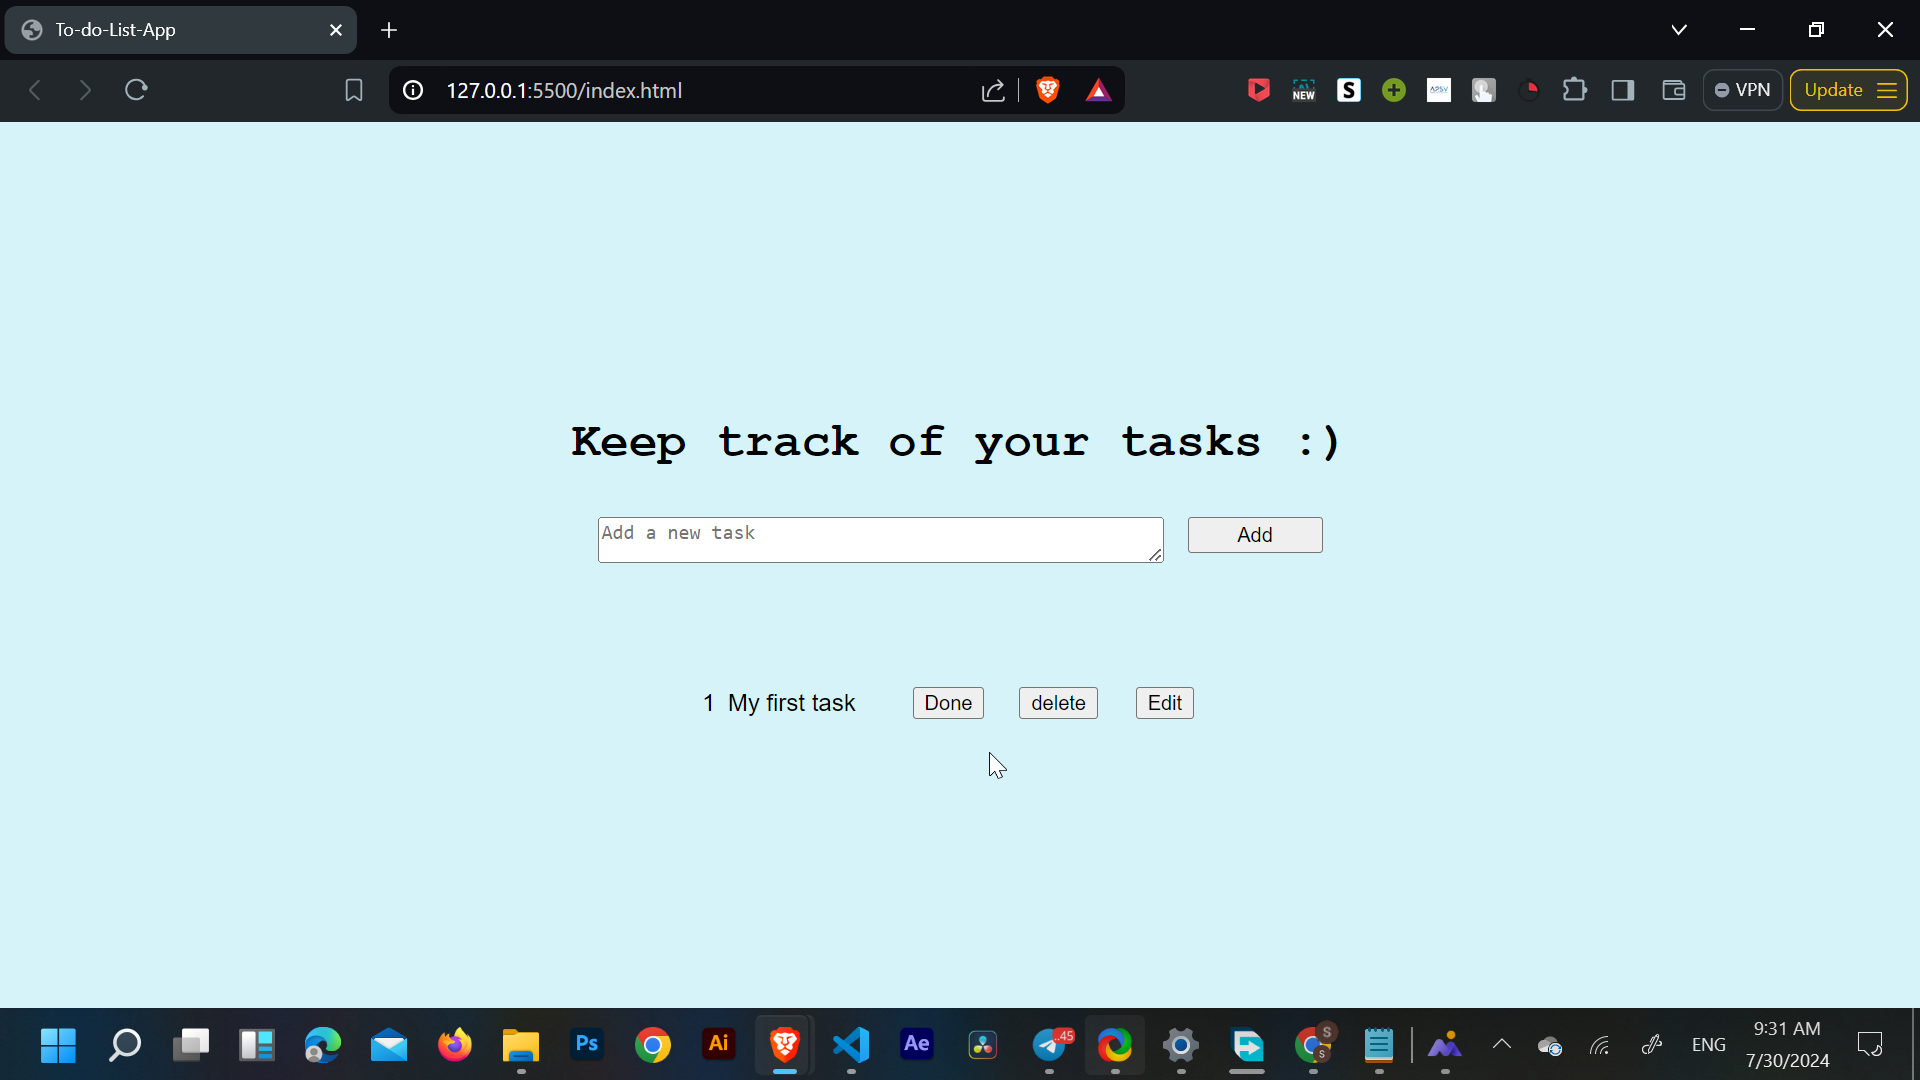 To-do-List-App
127.0.0.1:5500/index.html
NEW
S
APSV
VPN
Update
Keep track of your tasks :)
Add a new task
Add
1 My first task
Done
delete
Edit
Ps
Ai
Ae
..45
S
S
ENG
9:31 AM
7/30/2024